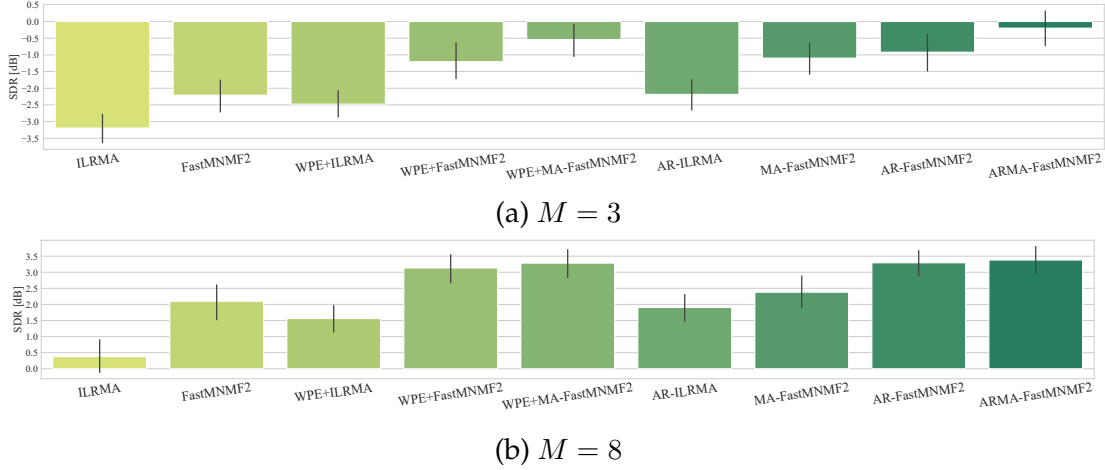 0.5
0.0
−0.5
−1.0
−1.5
−2.0
−2.5
−3.0
−3.5
SDR [dB]
ILRMA FastMNMF2 WPE+ILRMA WPE+FastMNMF2 WPE+MA-FastMNMF2 AR-ILRMA MA-FastMNMF2 AR-FastMNMF2 ARMA-FastMNMF2
(a) M = 3
3.5
3.0
2.5
2.0
1.5
1.0
0.5
0.0
SDR [dB]
ILRMA FastMNMF2 WPE+ILRMA WPE+FastMNMF2 WPE+MA-FastMNMF2 AR-ILRMA MA-FastMNMF2 AR-FastMNMF2 ARMA-FastMNMF2
(b) M = 8